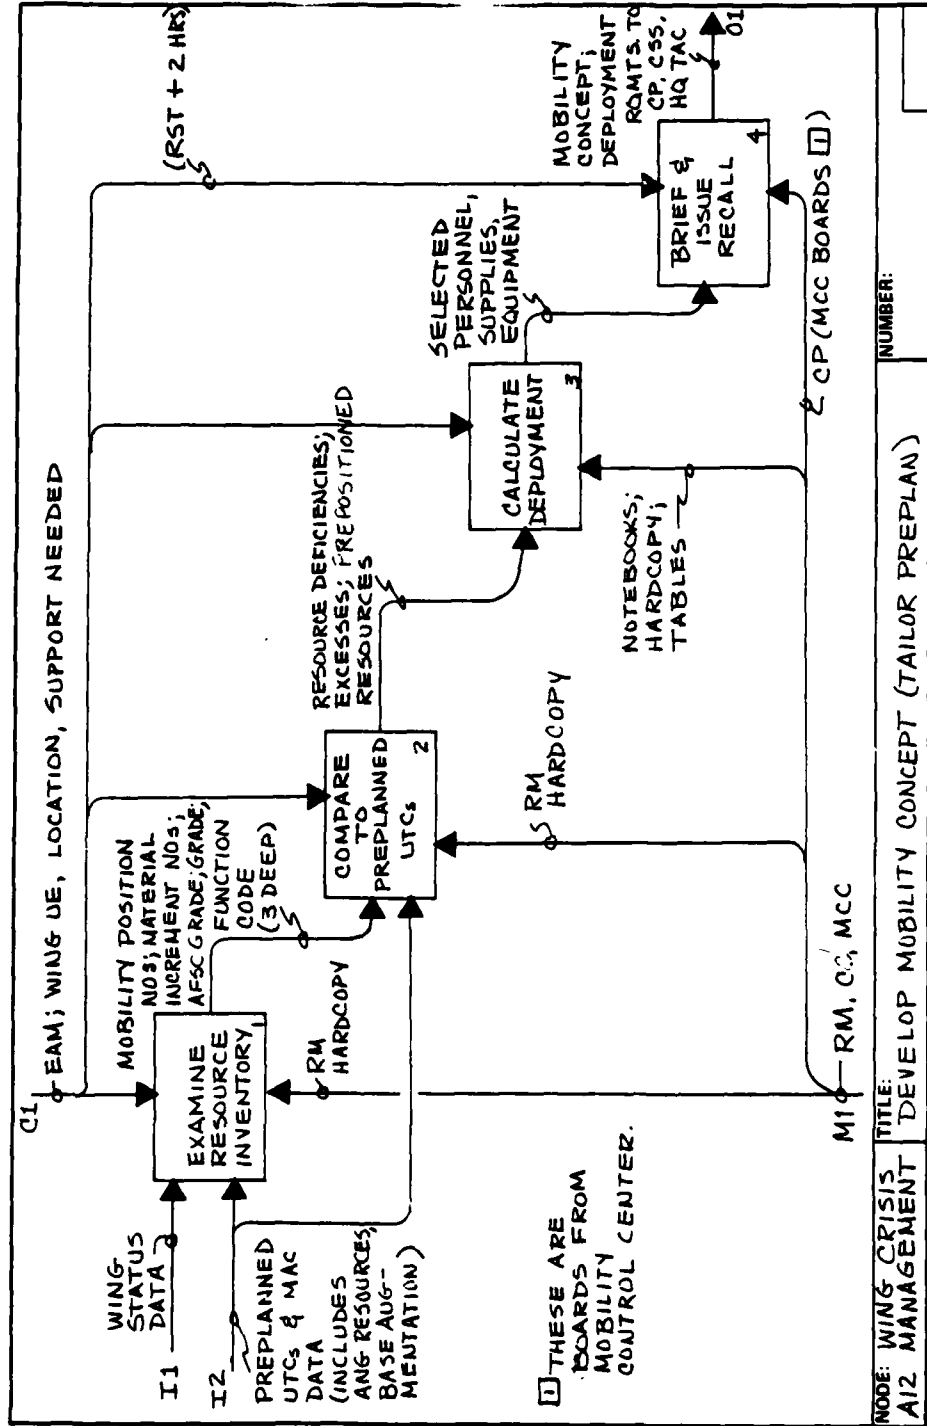 C1
EAM; WING UE, LOCATION, SUPPORT NEEDED
(RST + 2 HRS)
I1
WING
STATUS
DATA
I2
PREPLANNED
UTCs & MAC
DATA
(INCLUDES
ANG RESOURCES,
BASE AUG-
MENTATION)
EXAMINE
RESOURCE
INVENTORY
1
MOBILITY POSITION
NOS; MATERIAL
INCREMENT NOS;
AFSC GRADE; GRADE;
FUNCTION
CODE
(3 DEEP)
RM
HARDCOPY
COMPARE
TO
PREPLANNED
UTCs
2
RESOURCE DEFICIENCIES;
EXCESSES; PREPOSITIONED
RESOURCES
RM
HARDCOPY
CALCULATE
DEPLOYMENT
3
SELECTED
PERSONNEL,
SUPPLIES,
EQUIPMENT
NOTEBOOKS;
HARDCOPY;
TABLES
BRIEF &
ISSUE
RECALL
4
MOBILITY
CONCEPT;
DEPLOYMENT
RQMTS. TO
CP, CSS,
HQ TAC
O1
CP (MCC BOARDS 1)
1 THESE ARE
BOARDS FROM
MOBILITY
CONTROL CENTER.
M1
RM, CC, MCC
NODE: WING CRISIS
A12 MANAGEMENT
TITLE:
DEVELOP MOBILITY CONCEPT (TAILOR PREPLAN)
NUMBER: